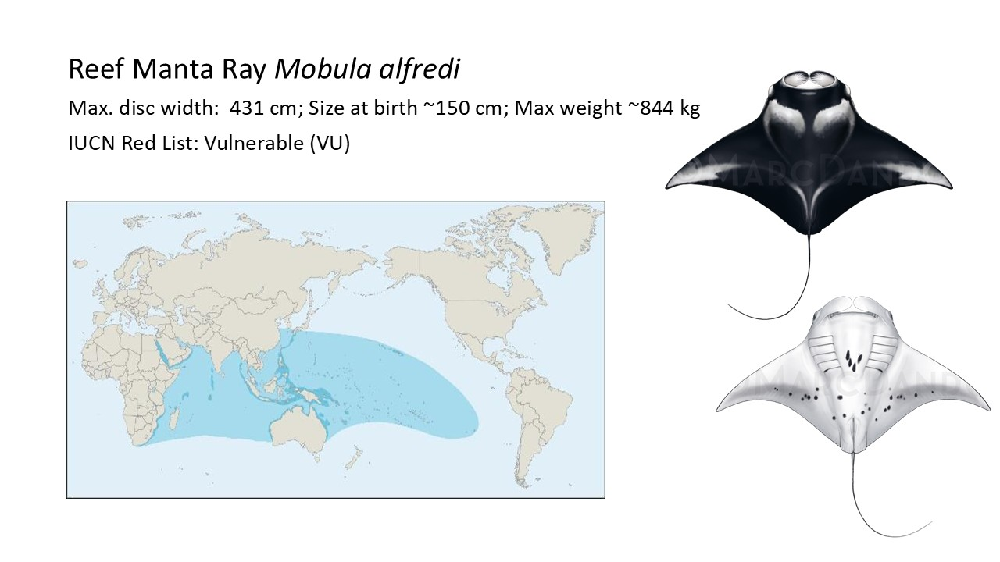 Reef Manta Ray Mobula alfredi
Max. disc width:  431 cm; Size at birth ~150 cm; Max weight ~844 kg
IUCN Red List: Vulnerable (VU)
©MarcDando